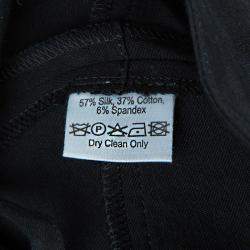 57% Silk, 37% Cotton,
6% Spandex
P
Dry Clean Only